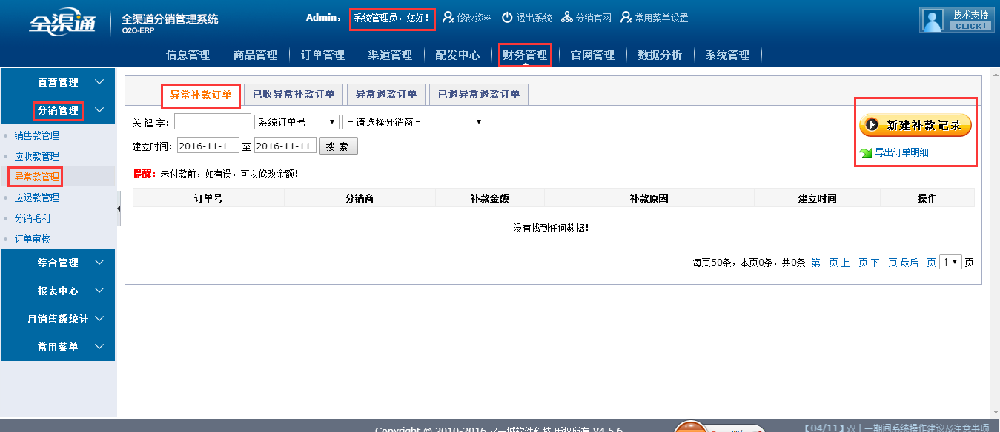 全渠通 全渠道分销管理系统 O2O-ERP
Admin， 系统管理员，您好！ 修改资料 退出系统 分销官网 常用菜单设置
技术支持
CLICK!
信息管理 商品管理 订单管理 渠道管理 配发中心 财务管理 官网管理 数据分析 系统管理
直营管理
分销管理
销售款管理
应收款管理
异常款管理
应退款管理
分销毛利
订单审核
综合管理
报表中心
月销售额统计
常用菜单
异常补款订单 已收异常补款订单 异常退款订单 已退异常退款订单
关 键 字： 系统订单号 - 请选择分销商 -
建立时间： 2016-11-1 至 2016-11-11 搜 索
新建补款记录
导出订单明细
提醒： 未付款前，如有误，可以修改金额！
订单号 分销商 补款金额 补款原因 建立时间 操作
没有找到任何数据！
每页50条，本页0条，共0条 第一页 上一页 下一页 最后一页 1 页
Copyright © 2010-2016 又一城软件科技 版权所有 V4.5.6
【04/11】双十一期间系统操作建议及注意事项